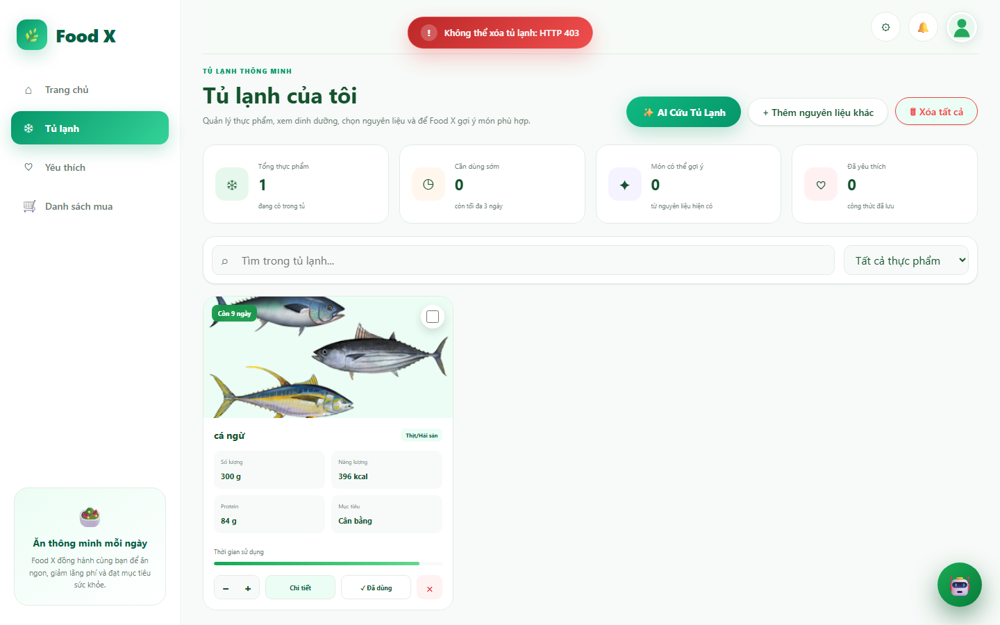 Food X
Không thể xóa tủ lạnh: HTTP 403
Trang chủ
Tủ lạnh
Yêu thích
Danh sách mua
TỦ LẠNH THÔNG MINH
Tủ lạnh của tôi
Quản lý thực phẩm, xem dinh dưỡng, chọn nguyên liệu và để Food X gợi ý món phù hợp.
AI Cứu Tủ Lạnh
+ Thêm nguyên liệu khác
Xóa tất cả
Tổng thực phẩm
1
đang có trong tủ
Cần dùng sớm
0
còn tối đa 3 ngày
Món có thể gợi ý
0
từ nguyên liệu hiện có
Đã yêu thích
0
công thức đã lưu
Tìm trong tủ lạnh...
Tất cả thực phẩm
Còn 9 ngày
cá ngừ
Thịt/Hải sản
Số lượng
300 g
Năng lượng
396 kcal
Protein
84 g
Mục tiêu
Cân bằng
Thời gian sử dụng
− +
Chi tiết
✓ Đã dùng
×
Ăn thông minh mỗi ngày
Food X đồng hành cùng bạn để ăn
ngon, giảm lãng phí và đạt mục tiêu
sức khỏe.